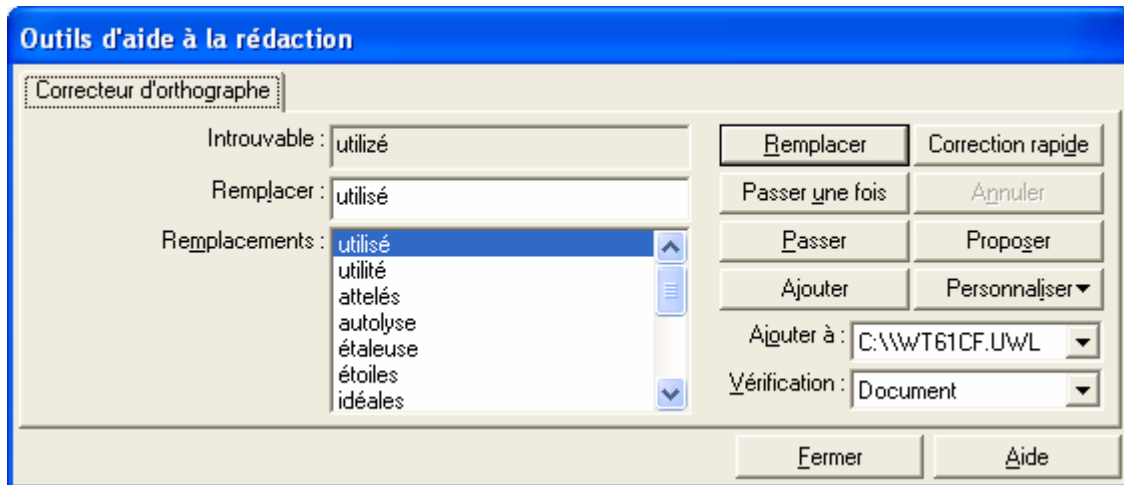 Outils d'aide à la rédaction
Correcteur d'orthographe
Introuvable : utilizé
Remplacer : utilisé
Remplacements : utilisé
utilité
attelés
autolyse
étaleuse
étoiles
idéales
Remplacer Correction rapide
Passer une fois Annuler
Passer Proposer
Ajouter Personnaliser
Ajouter à : C:\\WT61CF.UWL
Vérification : Document
Fermer Aide